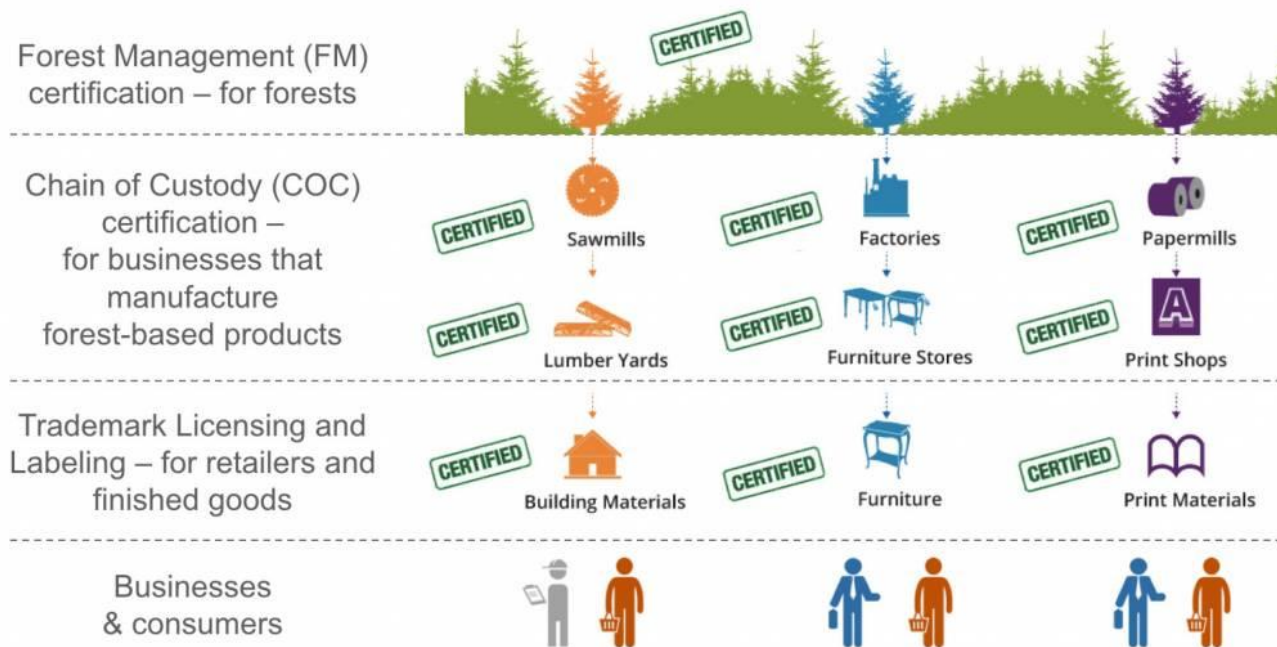 Forest Management (FM)
certification – for forests
CERTIFIED
Chain of Custody (COC)
certification –
for businesses that
manufacture
forest-based products
CERTIFIED
Sawmills
CERTIFIED
Factories
CERTIFIED
Papermills
CERTIFIED
Lumber Yards
CERTIFIED
Furniture Stores
CERTIFIED
A
Print Shops
Trademark Licensing and
Labeling – for retailers and
finished goods
CERTIFIED
Building Materials
CERTIFIED
Furniture
CERTIFIED
Print Materials
Businesses
& consumers